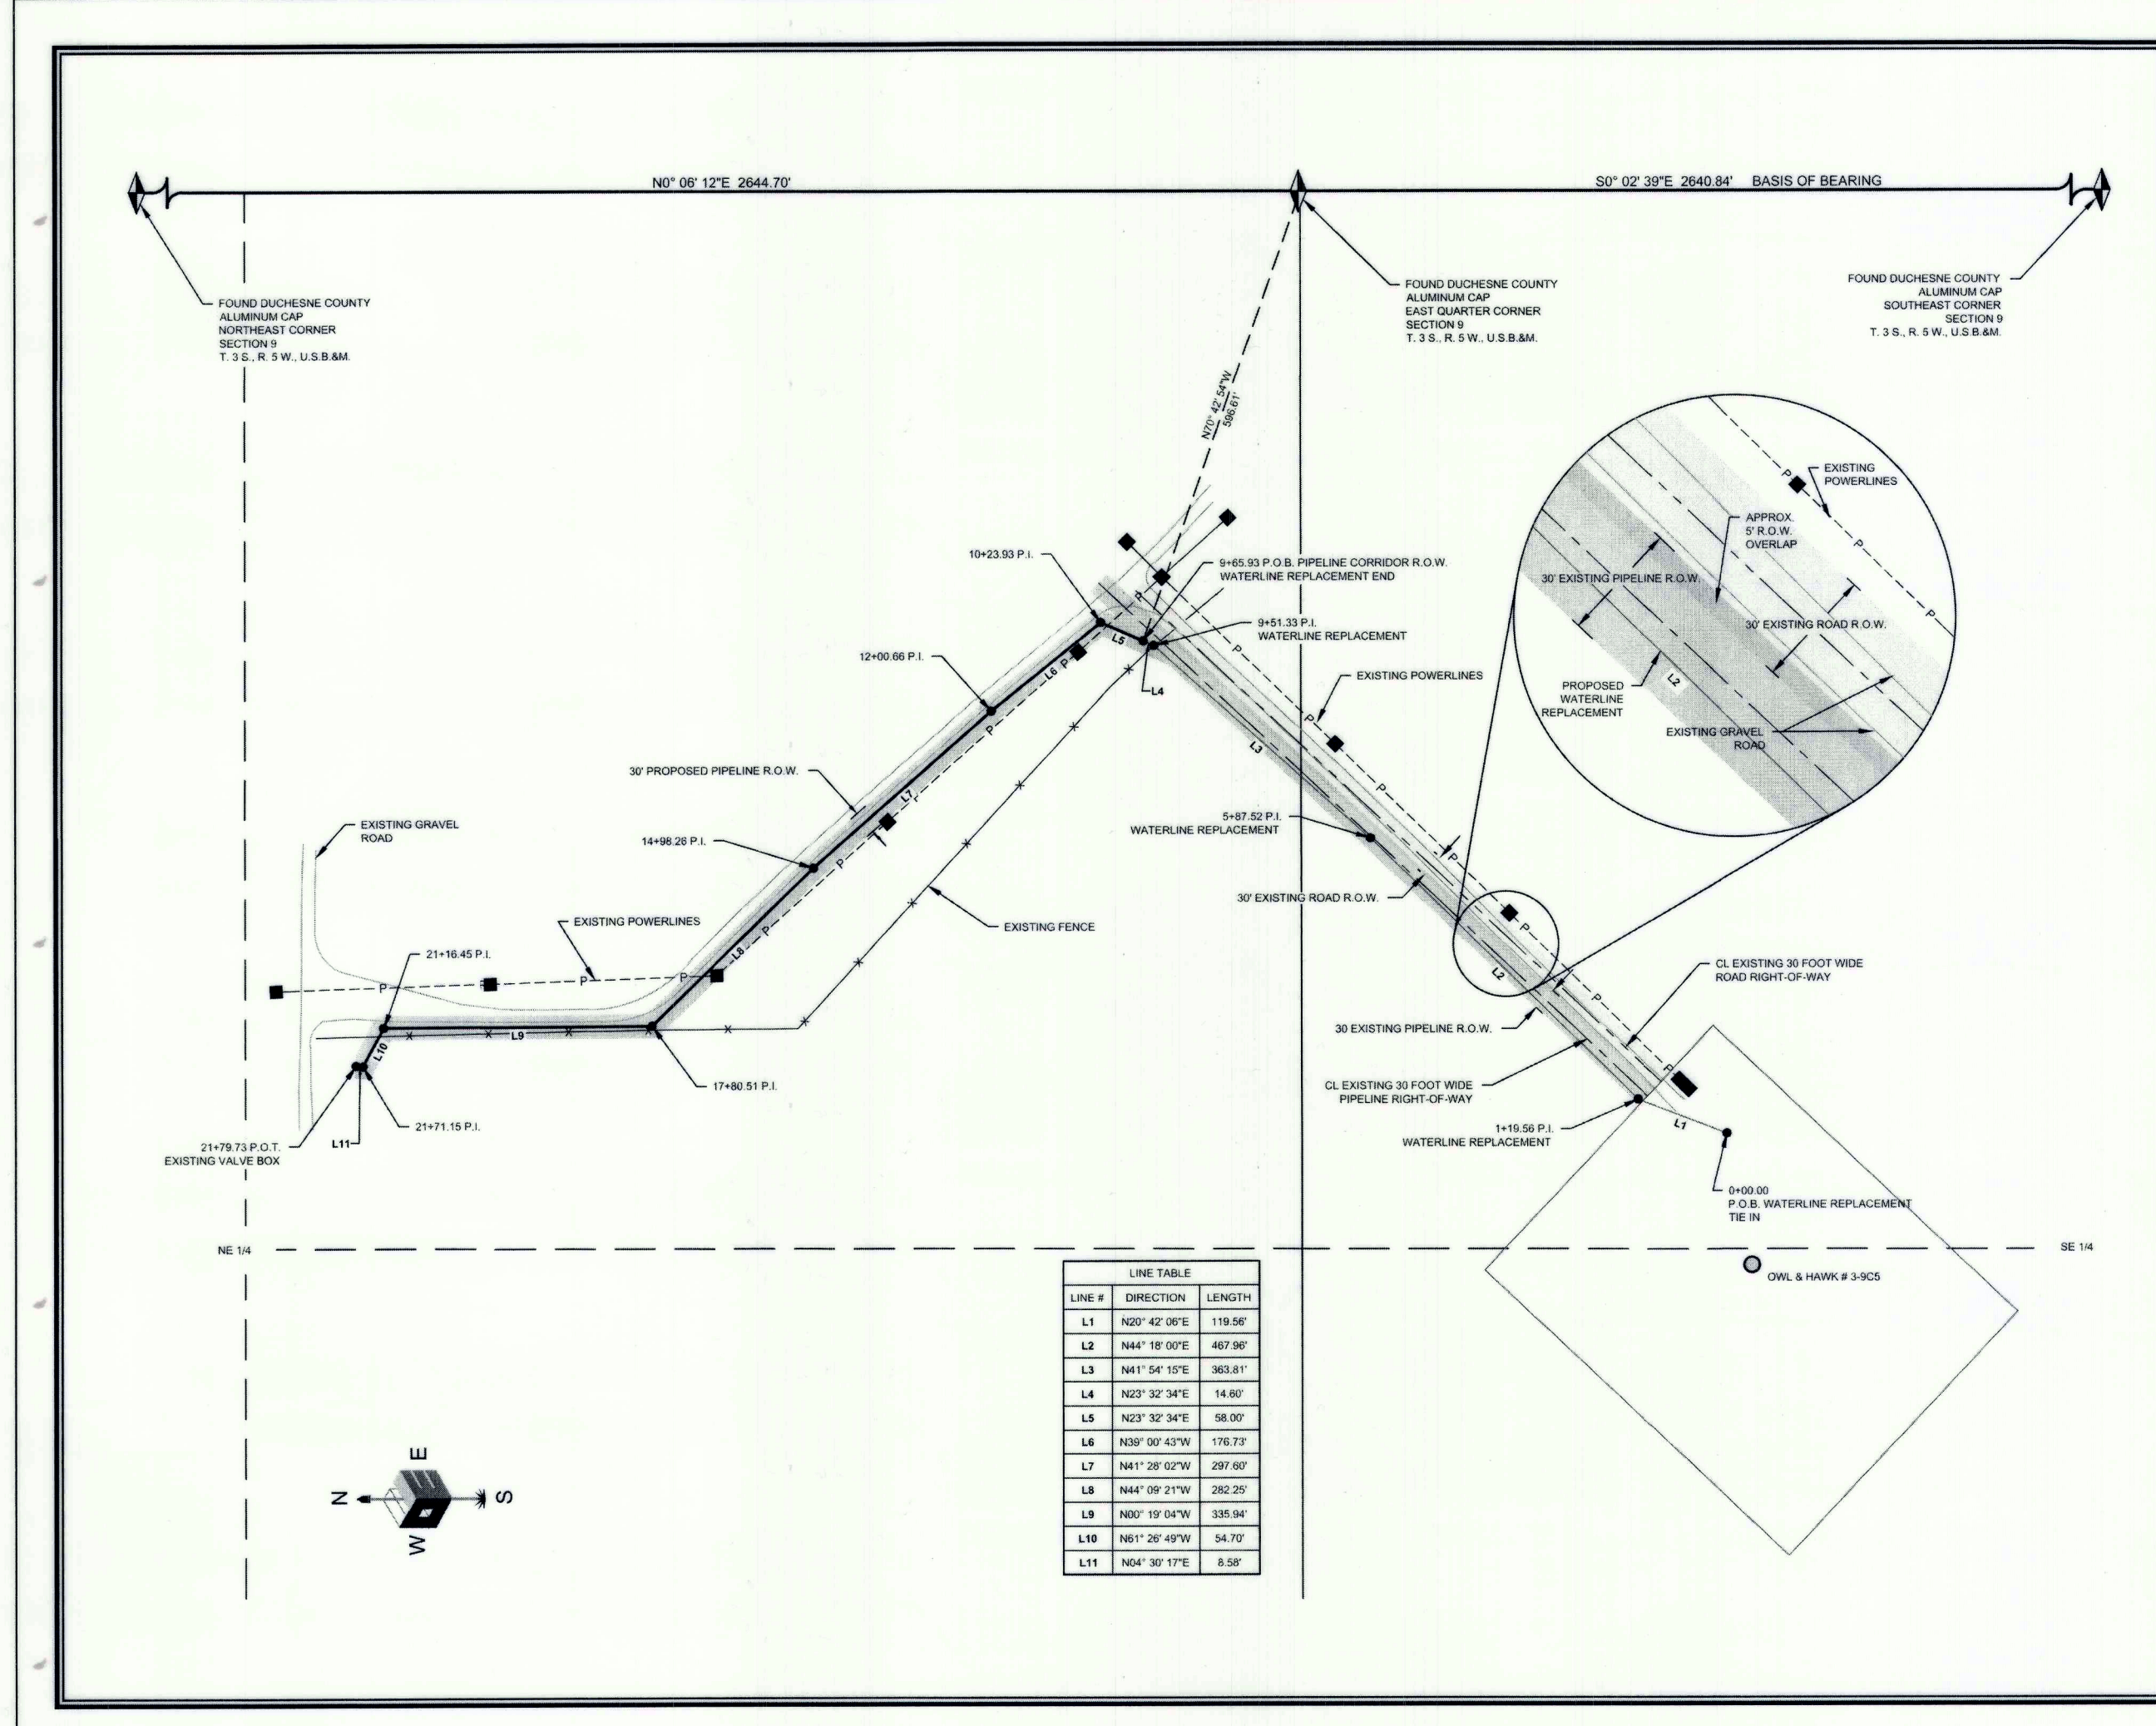 N0° 06' 12"E 2644.70'
S0° 02' 39"E 2640.84' BASIS OF BEARING
FOUND DUCHESNE COUNTY
ALUMINUM CAP
NORTHEAST CORNER
SECTION 9
T. 3 S., R. 5 W., U.S.B.&M.
FOUND DUCHESNE COUNTY
ALUMINUM CAP
EAST QUARTER CORNER
SECTION 9
T. 3 S., R. 5 W., U.S.B.&M.
FOUND DUCHESNE COUNTY
ALUMINUM CAP
SOUTHEAST CORNER
SECTION 9
T. 3 S., R. 5 W., U.S.B.&M.
N70° 42' 54"W
596.61'
EXISTING
POWERLINES
APPROX.
5' R.O.W.
OVERLAP
30' EXISTING PIPELINE R.O.W.
30' EXISTING ROAD R.O.W.
PROPOSED
WATERLINE
REPLACEMENT
L2
EXISTING GRAVEL
ROAD
P
P
P
10+23.93 P.I.
9+65.93 P.O.B. PIPELINE CORRIDOR R.O.W.
WATERLINE REPLACEMENT END
9+51.33 P.I.
WATERLINE REPLACEMENT
L5
L4
12+00.66 P.I.
L6
P
P
P
EXISTING POWERLINES
P
P
L3
30' PROPOSED PIPELINE R.O.W.
L7
P
P
5+87.52 P.I.
WATERLINE REPLACEMENT
EXISTING GRAVEL
ROAD
14+98.26 P.I.
P
P
30' EXISTING ROAD R.O.W.
EXISTING POWERLINES
EXISTING FENCE
P
L8
P
21+16.45 P.I.
P
P
P
L2
CL EXISTING 30 FOOT WIDE
ROAD RIGHT-OF-WAY
P
30 EXISTING PIPELINE R.O.W.
L9
L10
P
17+80.51 P.I.
CL EXISTING 30 FOOT WIDE
PIPELINE RIGHT-OF-WAY
21+71.15 P.I.
1+19.56 P.I.
WATERLINE REPLACEMENT
L1
21+79.73 P.O.T.
EXISTING VALVE BOX
L11
0+00.00
P.O.B. WATERLINE REPLACEMENT
TIE IN
NE 1/4
SE 1/4
OWL & HAWK # 3-9C5
LINE TABLE
LINE # DIRECTION LENGTH
L1 N20° 42' 06"E 119.56'
L2 N44° 18' 00"E 467.96'
L3 N41° 54' 15"E 363.81'
L4 N23° 32' 34"E 14.60'
L5 N23° 32' 34"E 58.00'
L6 N39° 00' 43"W 176.73'
L7 N41° 28' 02"W 297.60'
L8 N44° 09' 21"W 282.25'
L9 N00° 19' 04"W 335.94'
L10 N61° 26' 49"W 54.70'
L11 N04° 30' 17"E 8.58'
E
N
S
W